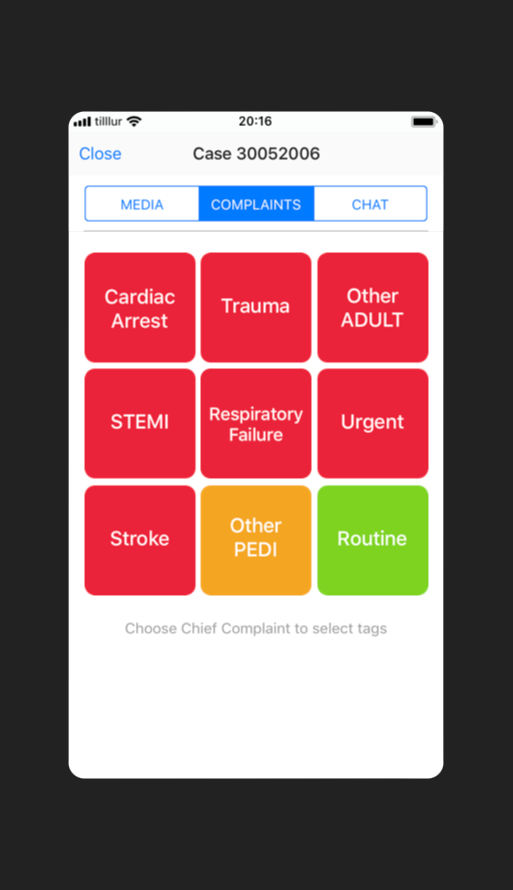 tilllur 20:16
Close Case 30052006
MEDIA COMPLAINTS CHAT
Cardiac
Arrest
Trauma
Other
ADULT
STEMI
Respiratory
Failure
Urgent
Stroke
Other
PEDI
Routine
Choose Chief Complaint to select tags